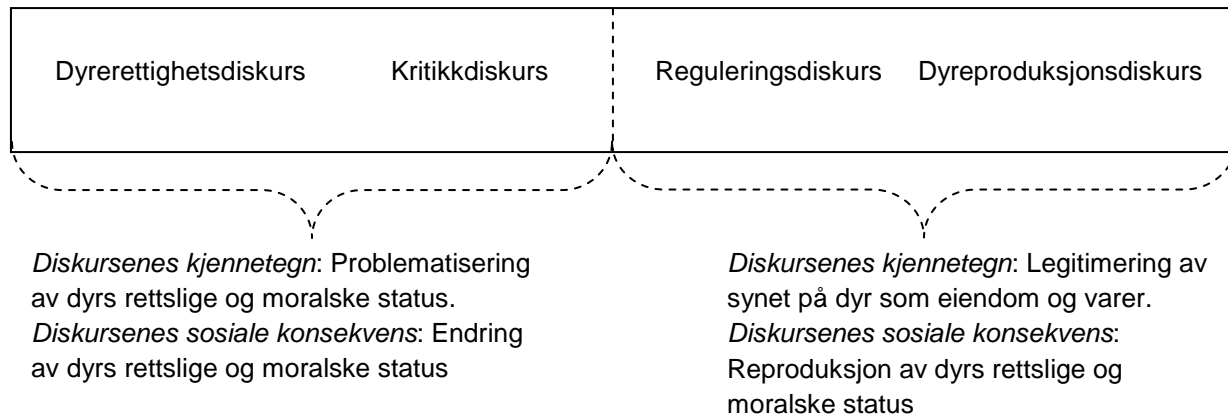 Dyrerettighetsdiskurs Kritikkdiskurs Reguleringsdiskurs Dyreproduksjonsdiskurs
Diskursenes kjennetegn: Problematisering
av dyrs rettslige og moralske status.
Diskursenes sosiale konsekvens: Endring
av dyrs rettslige og moralske status
Diskursenes kjennetegn: Legitimering av
synet på dyr som eiendom og varer.
Diskursenes sosiale konsekvens:
Reproduksjon av dyrs rettslige og
moralske status